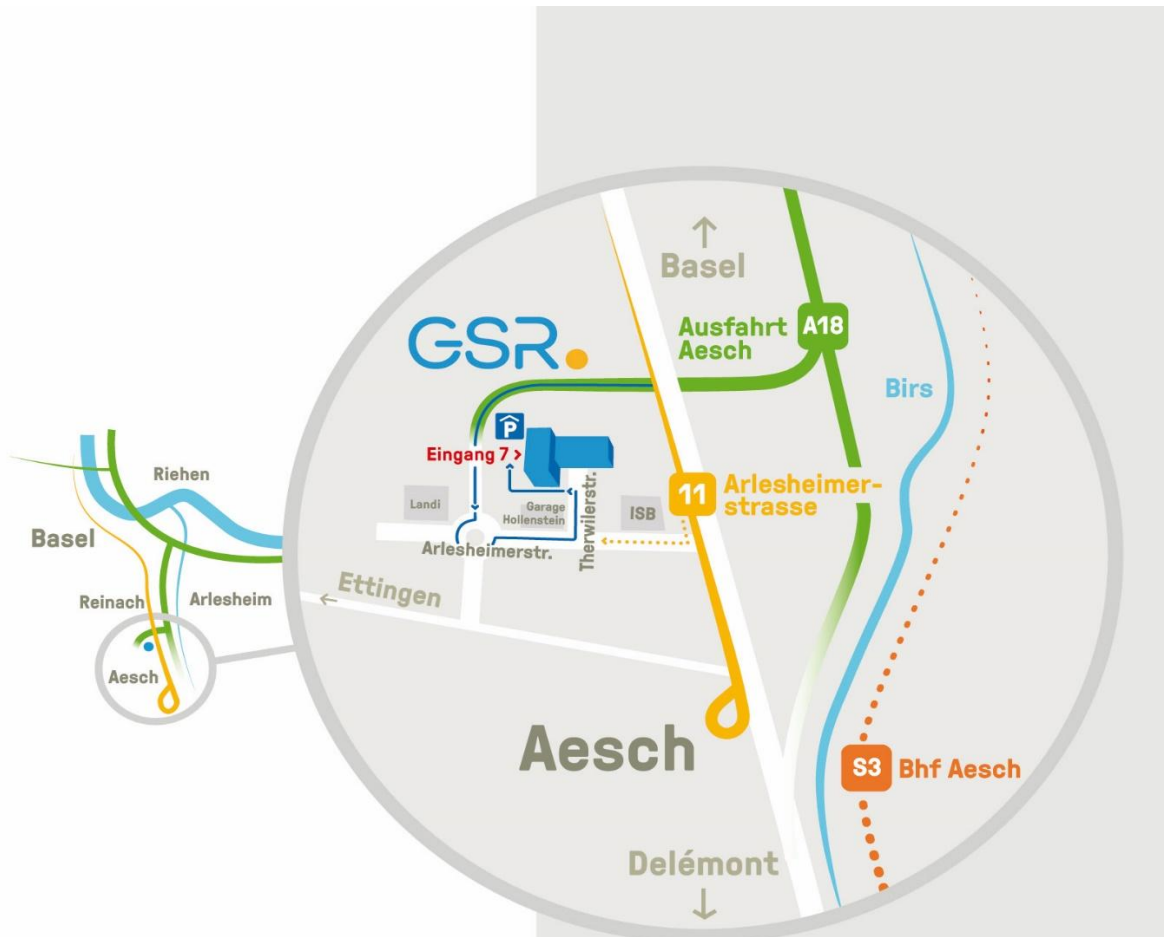 Basel
GSR.
Ausfahrt
Aesch
A18
Birs
P
Eingang 7 >
Landi
Garage
Hollenstein
Therwilerstr.
ISB
11
Arlesheimer-
strasse
Arlesheimerstr.
Ettingen
Riehen
Basel
Reinach
Arlesheim
Aesch
Aesch
S3
Bhf Aesch
Delémont